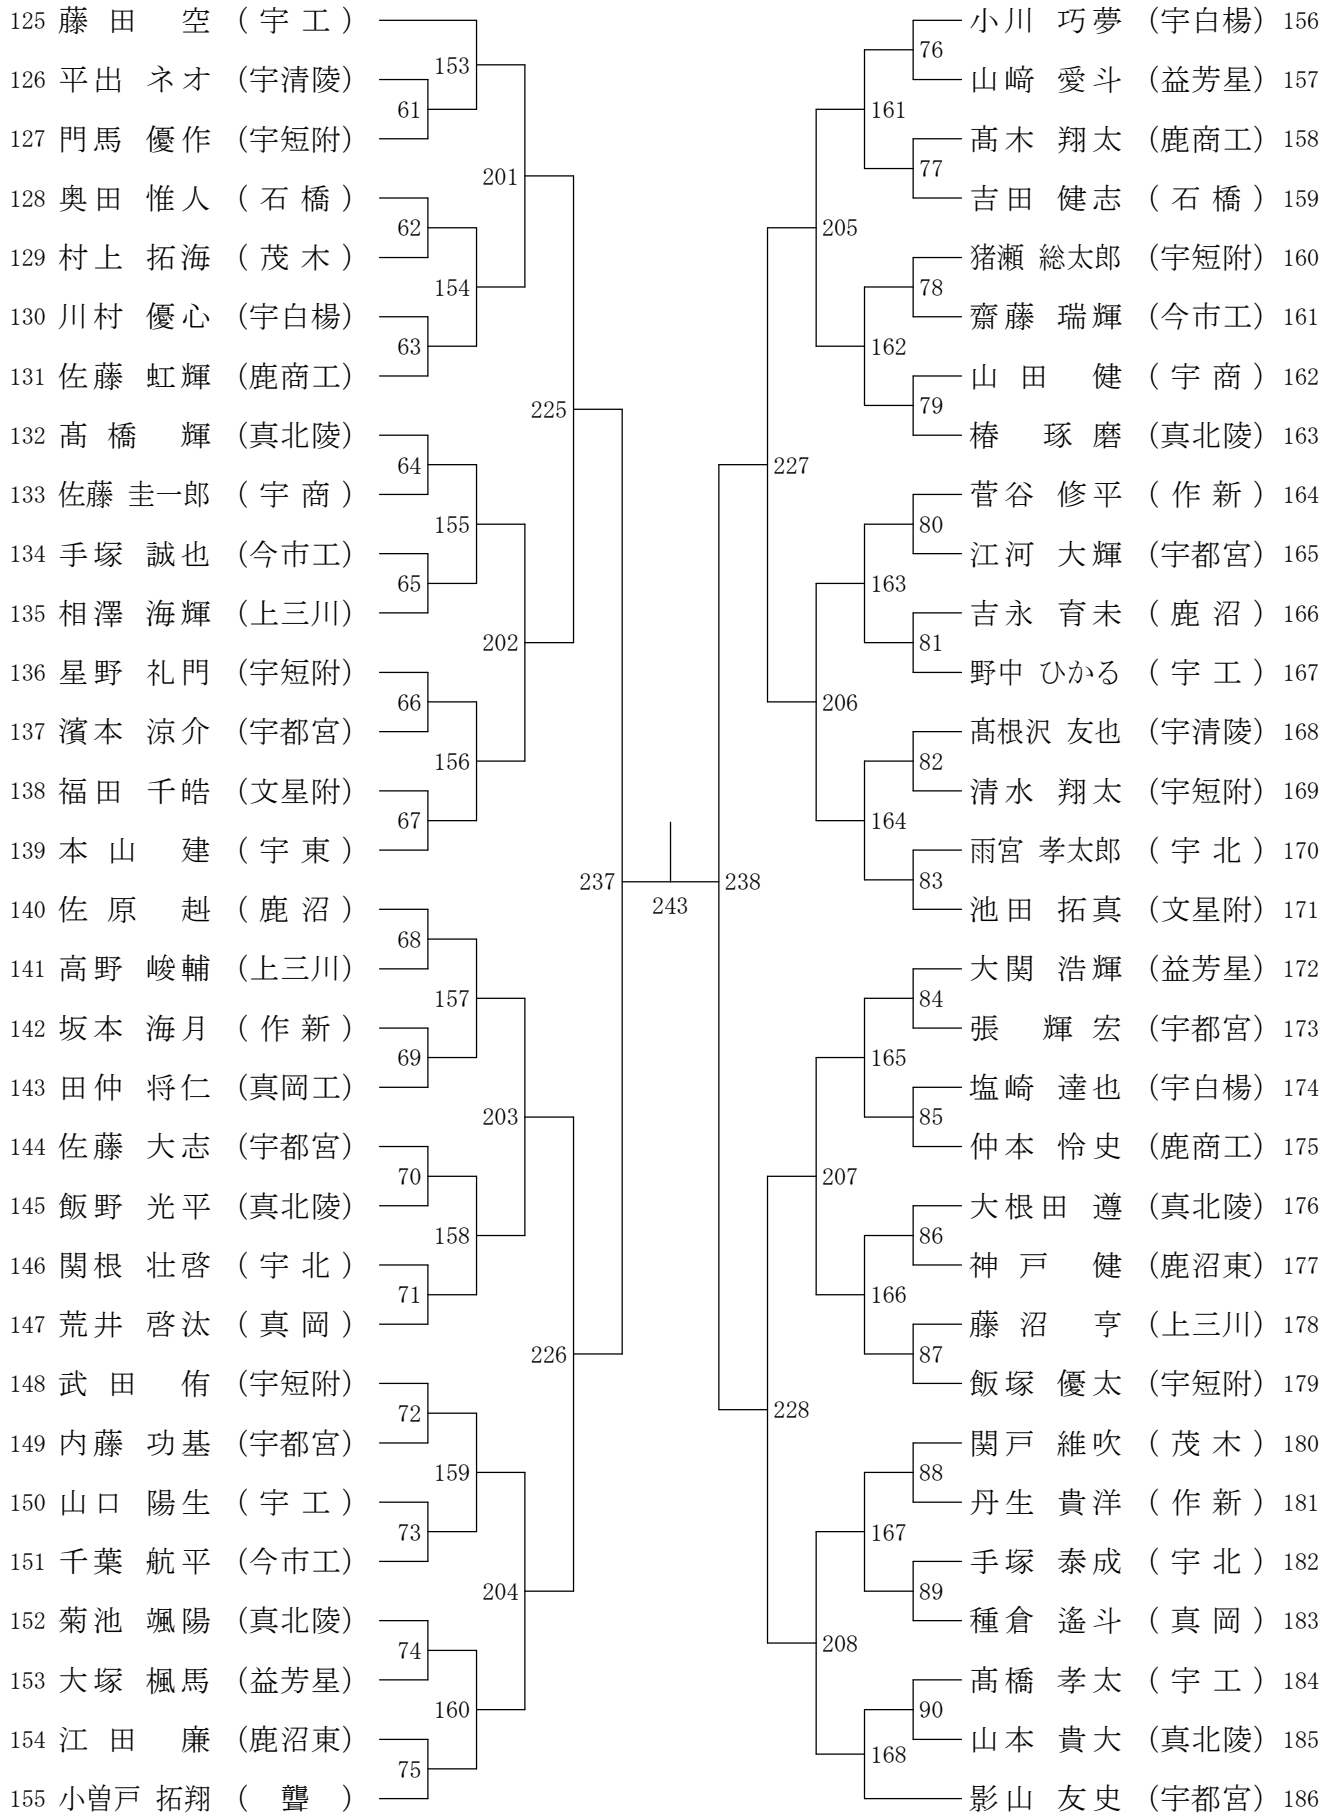 125 藤田 空 (宇工)
126 平出 ネオ (宇清陵)
127 門馬 優作 (宇短附)
128 奥田 惟人 (石橋)
129 村上 拓海 (茂木)
130 川村 優心 (宇白楊)
131 佐藤 虹輝 (鹿商工)
132 髙橋 輝 (真北陵)
133 佐藤 圭一郎 (宇商)
134 手塚 誠也 (今市工)
135 相澤 海輝 (上三川)
136 星野 礼門 (宇短附)
137 濱本 涼介 (宇都宮)
138 福田 千皓 (文星附)
139 本山 建 (宇東)
140 佐原 赳 (鹿沼)
141 高野 峻輔 (上三川)
142 坂本 海月 (作新)
143 田仲 将仁 (真岡工)
144 佐藤 大志 (宇都宮)
145 飯野 光平 (真北陵)
146 関根 壮啓 (宇北)
147 荒井 啓汰 (真岡)
148 武田 侑 (宇短附)
149 内藤 功基 (宇都宮)
150 山口 陽生 (宇工)
151 千葉 航平 (今市工)
152 菊池 颯陽 (真北陵)
153 大塚 楓馬 (益芳星)
154 江田 廉 (鹿沼東)
155 小曽戸 拓翔 (聾)
61
62
63
64
65
66
67
68
69
70
71
72
73
74
75
153
154
155
156
157
158
159
160
201
202
203
204
225
226
237
243
238
227
228
205
206
207
208
161
162
163
164
165
166
167
168
76
77
78
79
80
81
82
83
84
85
86
87
88
89
90
小川 巧夢 (宇白楊) 156
山﨑 愛斗 (益芳星) 157
髙木 翔太 (鹿商工) 158
吉田 健志 (石橋) 159
猪瀬 総太郎 (宇短附) 160
齋藤 瑞輝 (今市工) 161
山田 健 (宇商) 162
椿 琢磨 (真北陵) 163
菅谷 修平 (作新) 164
江河 大輝 (宇都宮) 165
吉永 育未 (鹿沼) 166
野中 ひかる (宇工) 167
髙根沢 友也 (宇清陵) 168
清水 翔太 (宇短附) 169
雨宮 孝太郎 (宇北) 170
池田 拓真 (文星附) 171
大関 浩輝 (益芳星) 172
張 輝宏 (宇都宮) 173
塩崎 達也 (宇白楊) 174
仲本 怜史 (鹿商工) 175
大根田 遵 (真北陵) 176
神戸 健 (鹿沼東) 177
藤沼 亨 (上三川) 178
飯塚 優太 (宇短附) 179
関戸 維吹 (茂木) 180
丹生 貴洋 (作新) 181
手塚 泰成 (宇北) 182
種倉 遙斗 (真岡) 183
髙橋 孝太 (宇工) 184
山本 貴大 (真北陵) 185
影山 友史 (宇都宮) 186